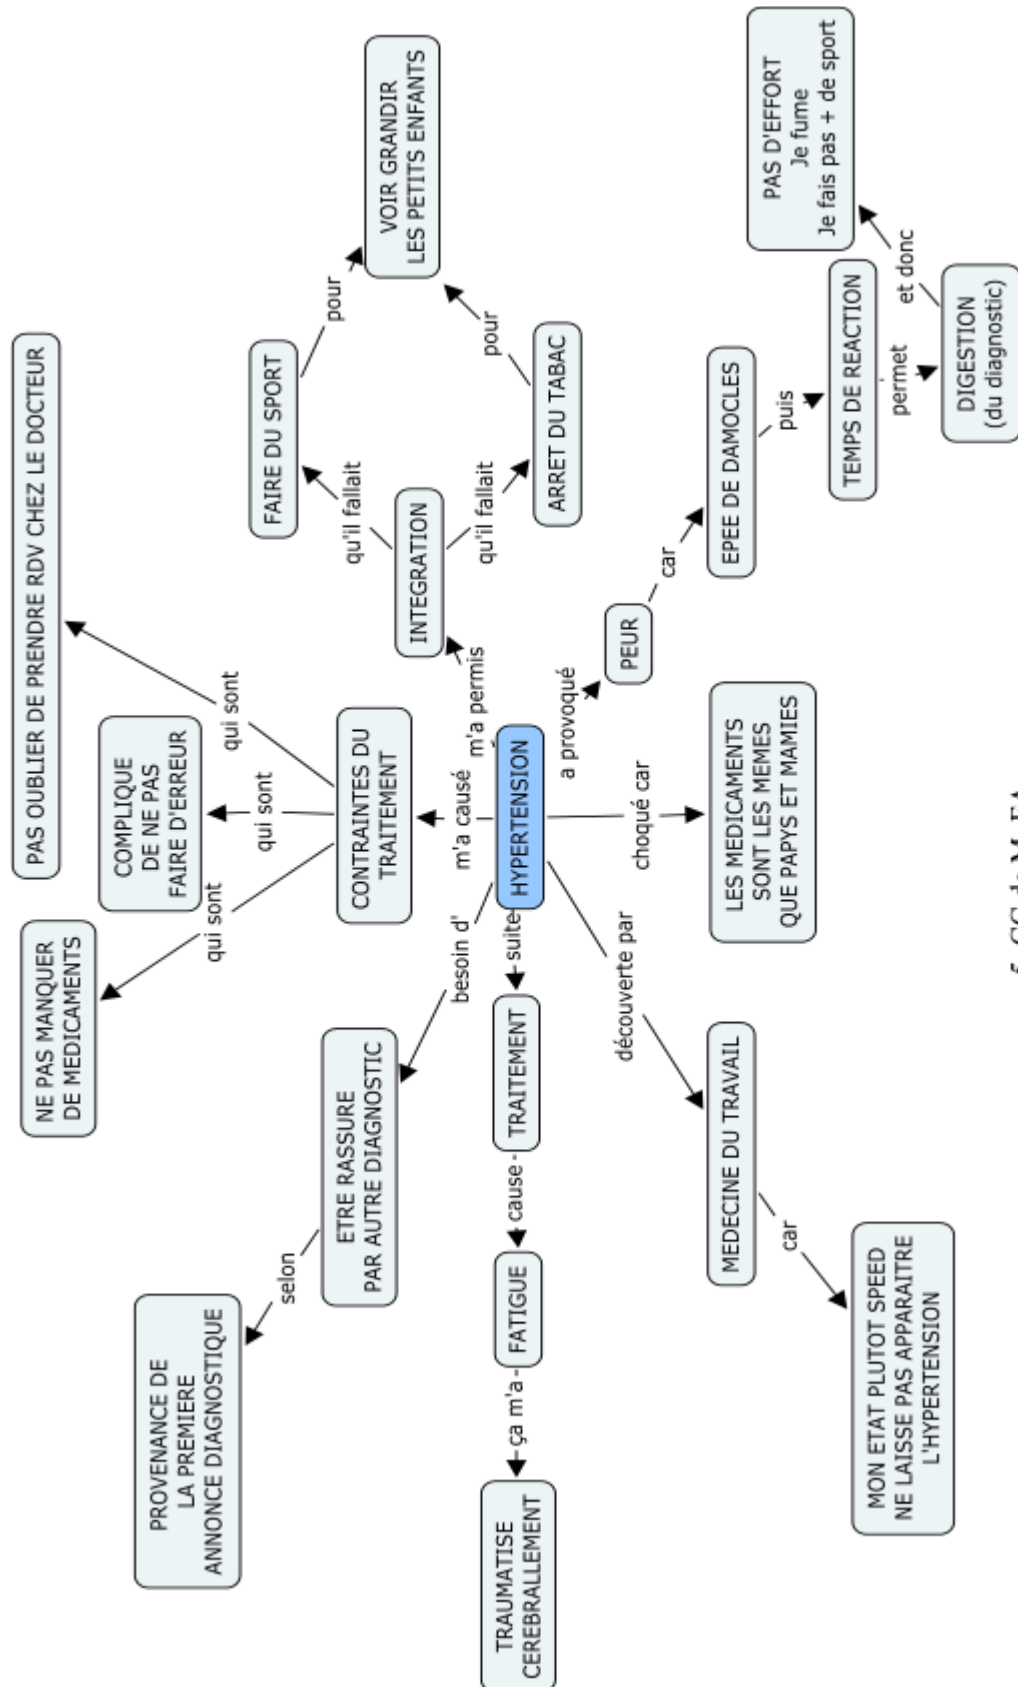 PROVENANCE DE
LA PREMIERE
ANNONCE DIAGNOSTIQUE
selon
ETRE RASSURE
PAR AUTRE DIAGNOSTIC
besoin d'
NE PAS MANQUER
DE MEDICAMENTS
qui sont
COMPLIQUE
DE NE PAS
FAIRE D'ERREUR
qui sont
PAS OUBLIER DE PRENDRE RDV CHEZ LE DOCTEUR
qui sont
CONTRAINTES DU
TRAITEMENT
m'a causé
FAIRE DU SPORT
qu'il fallait
pour
VOIR GRANDIR
LES PETITS ENFANTS
INTEGRATION
m'a permis
qu'il fallait
pour
ARRET DU TABAC
TRAUMATISE
CEREBRALLEMENT
ça m'a
FATIGUE
cause
TRAITEMENT
suite
HYPERTENSION
a provoqué
PEUR
car
EPEE DE DAMOCLES
puis
TEMPS DE REACTION
permet
DIGESTION
(du diagnostic)
et donc
PAS D'EFFORT
Je fume
Je fais pas + de sport
choqué car
LES MEDICAMENTS
SONT LES MEMES
QUE PAPYS ET MAMIES
découverte par
MEDECINE DU TRAVAIL
car
MON ETAT PLUTOT SPEED
NE LAISSE PAS APPARAITRE
L'HYPERTENSION